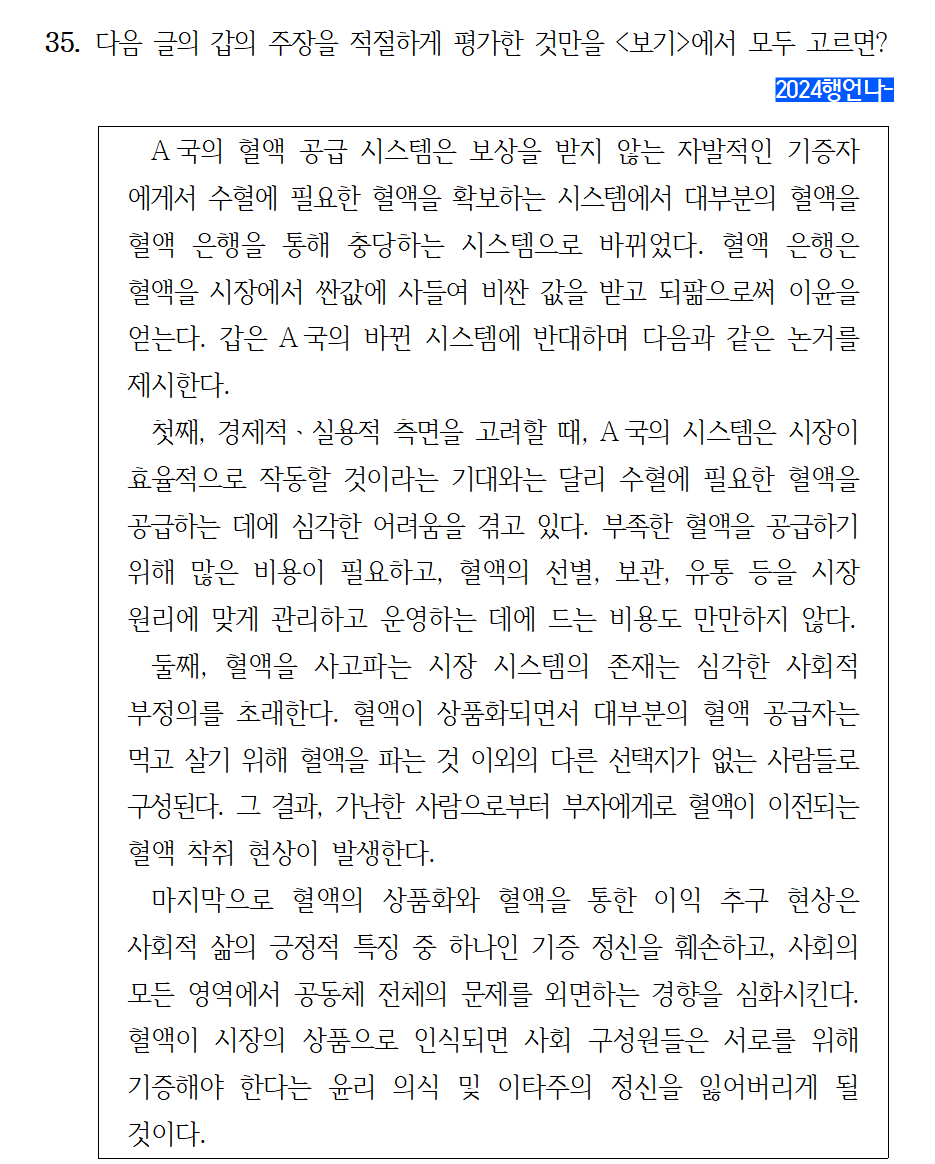 35. 다음 글의 갑의 주장을 적절하게 평가한 것만을 <보기>에서 모두 고르면?
2024행언나-
A국의 혈액 공급 시스템은 보상을 받지 않는 자발적인 기증자
에게서 수혈에 필요한 혈액을 확보하는 시스템에서 대부분의 혈액을
혈액 은행을 통해 충당하는 시스템으로 바뀌었다. 혈액 은행은
혈액을 시장에서 싼값에 사들여 비싼 값을 받고 되팖으로써 이윤을
얻는다. 갑은 A국의 바뀐 시스템에 반대하며 다음과 같은 논거를
제시한다.
첫째, 경제적ㆍ실용적 측면을 고려할 때, A국의 시스템은 시장이
효율적으로 작동할 것이라는 기대와는 달리 수혈에 필요한 혈액을
공급하는 데에 심각한 어려움을 겪고 있다. 부족한 혈액을 공급하기
위해 많은 비용이 필요하고, 혈액의 선별, 보관, 유통 등을 시장
원리에 맞게 관리하고 운영하는 데에 드는 비용도 만만하지 않다.
둘째, 혈액을 사고파는 시장 시스템의 존재는 심각한 사회적
부정의를 초래한다. 혈액이 상품화되면서 대부분의 혈액 공급자는
먹고 살기 위해 혈액을 파는 것 이외의 다른 선택지가 없는 사람들로
구성된다. 그 결과, 가난한 사람으로부터 부자에게로 혈액이 이전되는
혈액 착취 현상이 발생한다.
마지막으로 혈액의 상품화와 혈액을 통한 이익 추구 현상은
사회적 삶의 긍정적 특징 중 하나인 기증 정신을 훼손하고, 사회의
모든 영역에서 공동체 전체의 문제를 외면하는 경향을 심화시킨다.
혈액이 시장의 상품으로 인식되면 사회 구성원들은 서로를 위해
기증해야 한다는 윤리 의식 및 이타주의 정신을 잃어버리게 될
것이다.